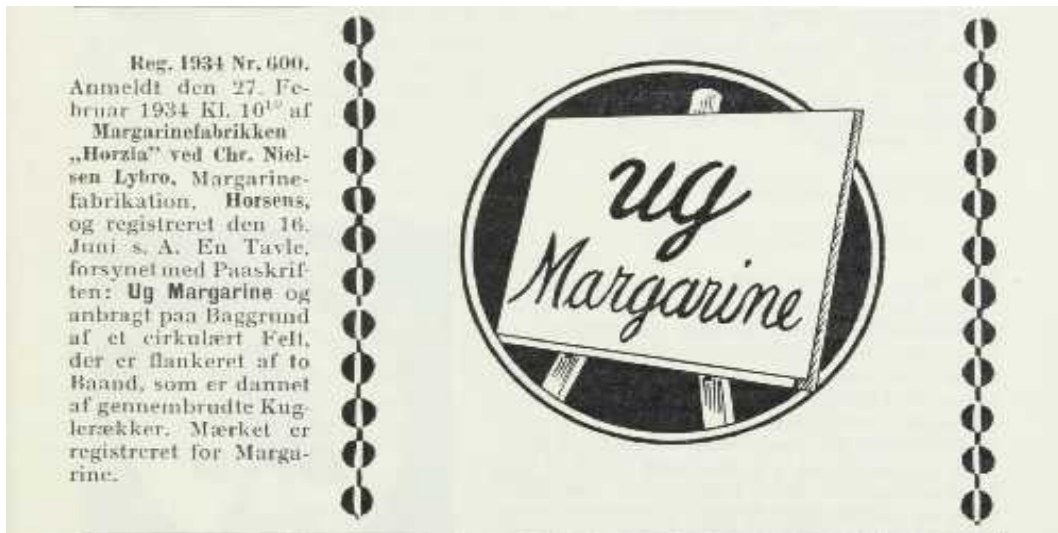 Reg. 1934 Nr. 600.
Anmeldt den 27. Fe-
bruar 1934 Kl. 10¹⁰ af
Margarinefabrikken
„Horzia” ved Chr. Niel-
sen Lybro, Margarine-
fabrikation, Horsens,
og registreret den 16.
Juni s. A. En Tavle,
forsynet med Paaskrif-
ten: Ug Margarine og
anbragt paa Baggrund
af et cirkulært Felt,
der er flankeret af to
Baand, som er dannet
af gennembrudte Kug-
lerækker. Mærket er
registreret for Marga-
rine.
ug
Margarine